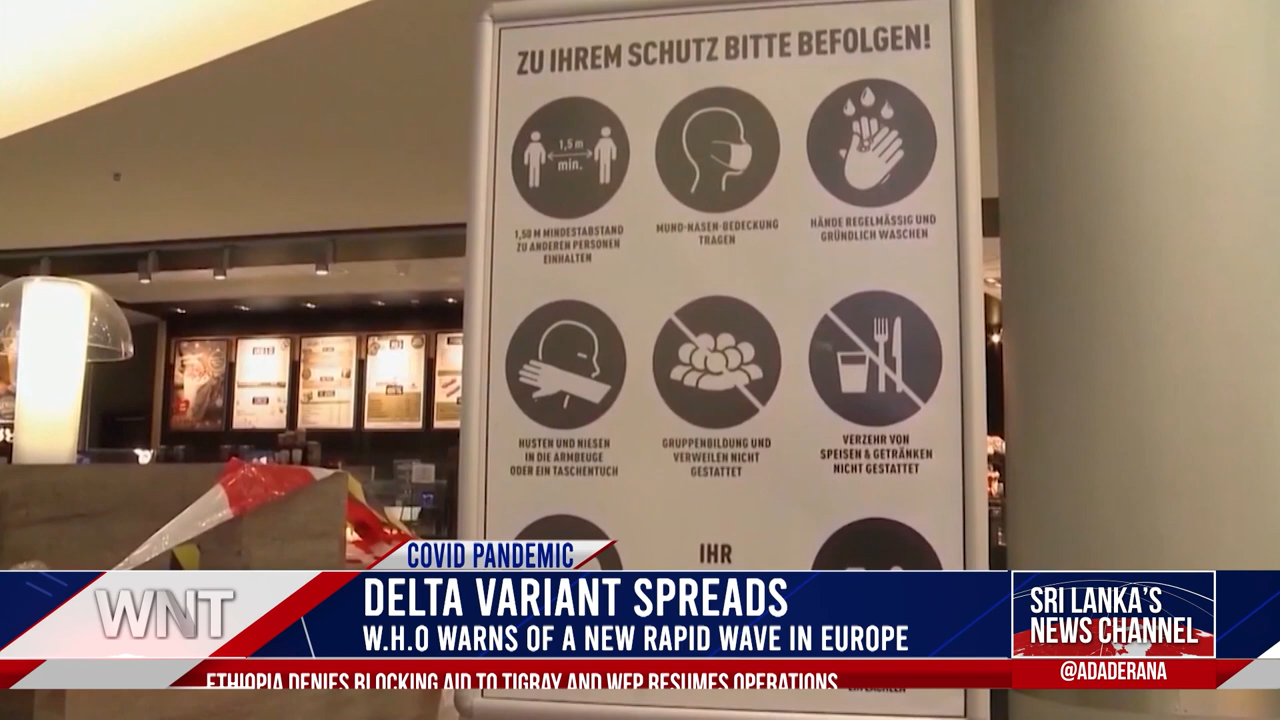 ZU IHREM SCHUTZ BITTE BEFOLGEN!
1,5 m
min.
1,50 M MINDESTABSTAND
ZU ANDEREN PERSONEN
EINHALTEN
MUND-NASEN-BEDECKUNG
TRAGEN
HÄNDE REGELMÄSSIG UND
GRÜNDLICH WASCHEN
HUSTEN UND NIESEN
IN DIE ARMBEUGE
ODER EIN TASCHENTUCH
GRUPPENBILDUNG UND
VERWEILEN NICHT
GESTATTET
VERZEHR VON
SPEISEN & GETRÄNKEN
NICHT GESTATTET
IHR
COVID PANDEMIC
WNT
DELTA VARIANT SPREADS
W.H.O WARNS OF A NEW RAPID WAVE IN EUROPE
SRI LANKA'S
NEWS CHANNEL
@ADADERANA
ETHIOPIA DENIES BLOCKING AID TO TIGRAY AND WFP RESUMES OPERATIONS